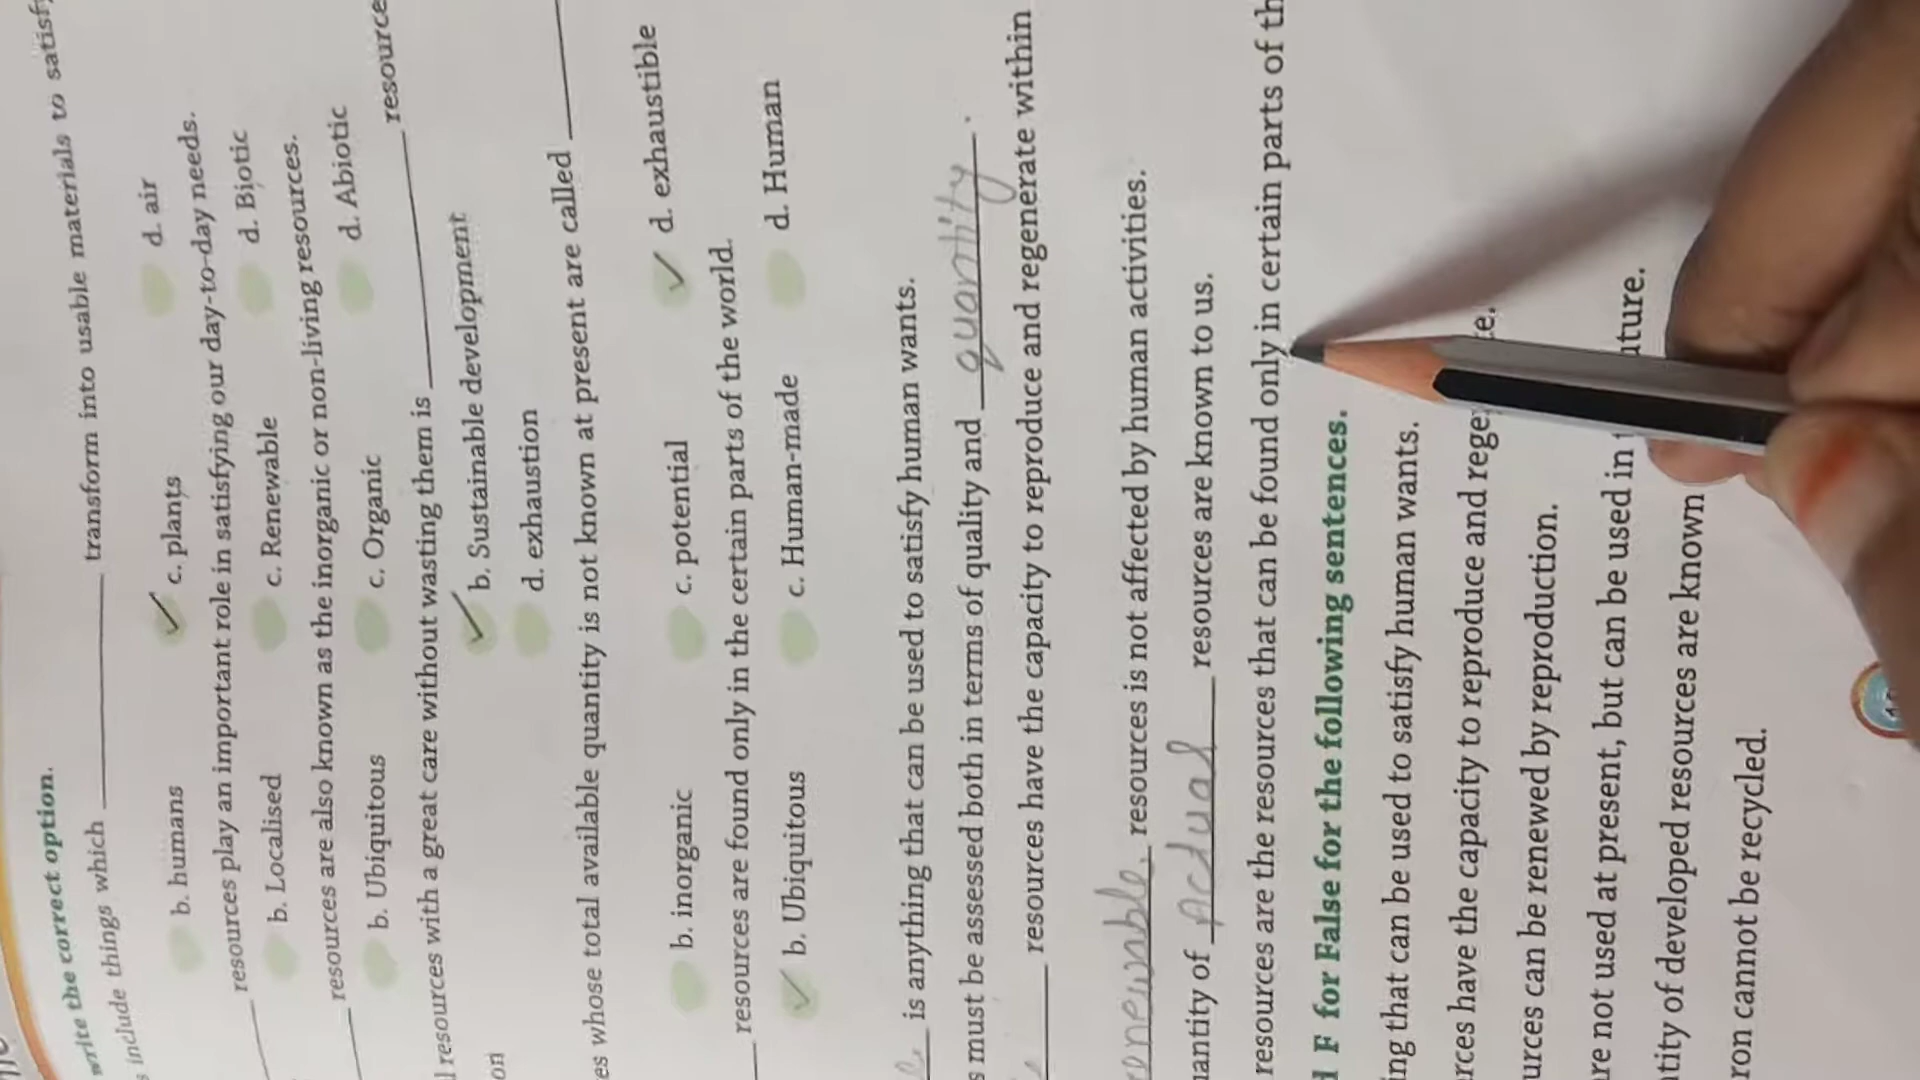 write the correct option.
include things which ______ transform into usable materials to satisfy
b. humans ✓ c. plants d. air
______ resources play an important role in satisfying our day-to-day needs.
b. Localised c. Renewable d. Biotic
______ resources are also known as the inorganic or non-living resources.
b. Ubiquitous c. Organic d. Abiotic
resources with a great care without wasting them is ______ resource
✓ b. Sustainable development
on d. exhaustion
es whose total available quantity is not known at present are called ______
b. inorganic c. potential ✓ d. exhaustible
______ resources are found only in the certain parts of the world.
✓ b. Ubiquitous c. Human-made d. Human
______ is anything that can be used to satisfy human wants.
s must be assessed both in terms of quality and quantity.
______ resources have the capacity to reproduce and regenerate within
resources is not affected by human activities.
uantity of Actual resources are known to us.
resources are the resources that can be found only in certain parts of th
F for False for the following sentences.
ing that can be used to satisfy human wants.
rces have the capacity to reproduce and rege te.
urces can be renewed by reproduction.
re not used at present, but can be used in uture.
tity of developed resources are known
ron cannot be recycled.